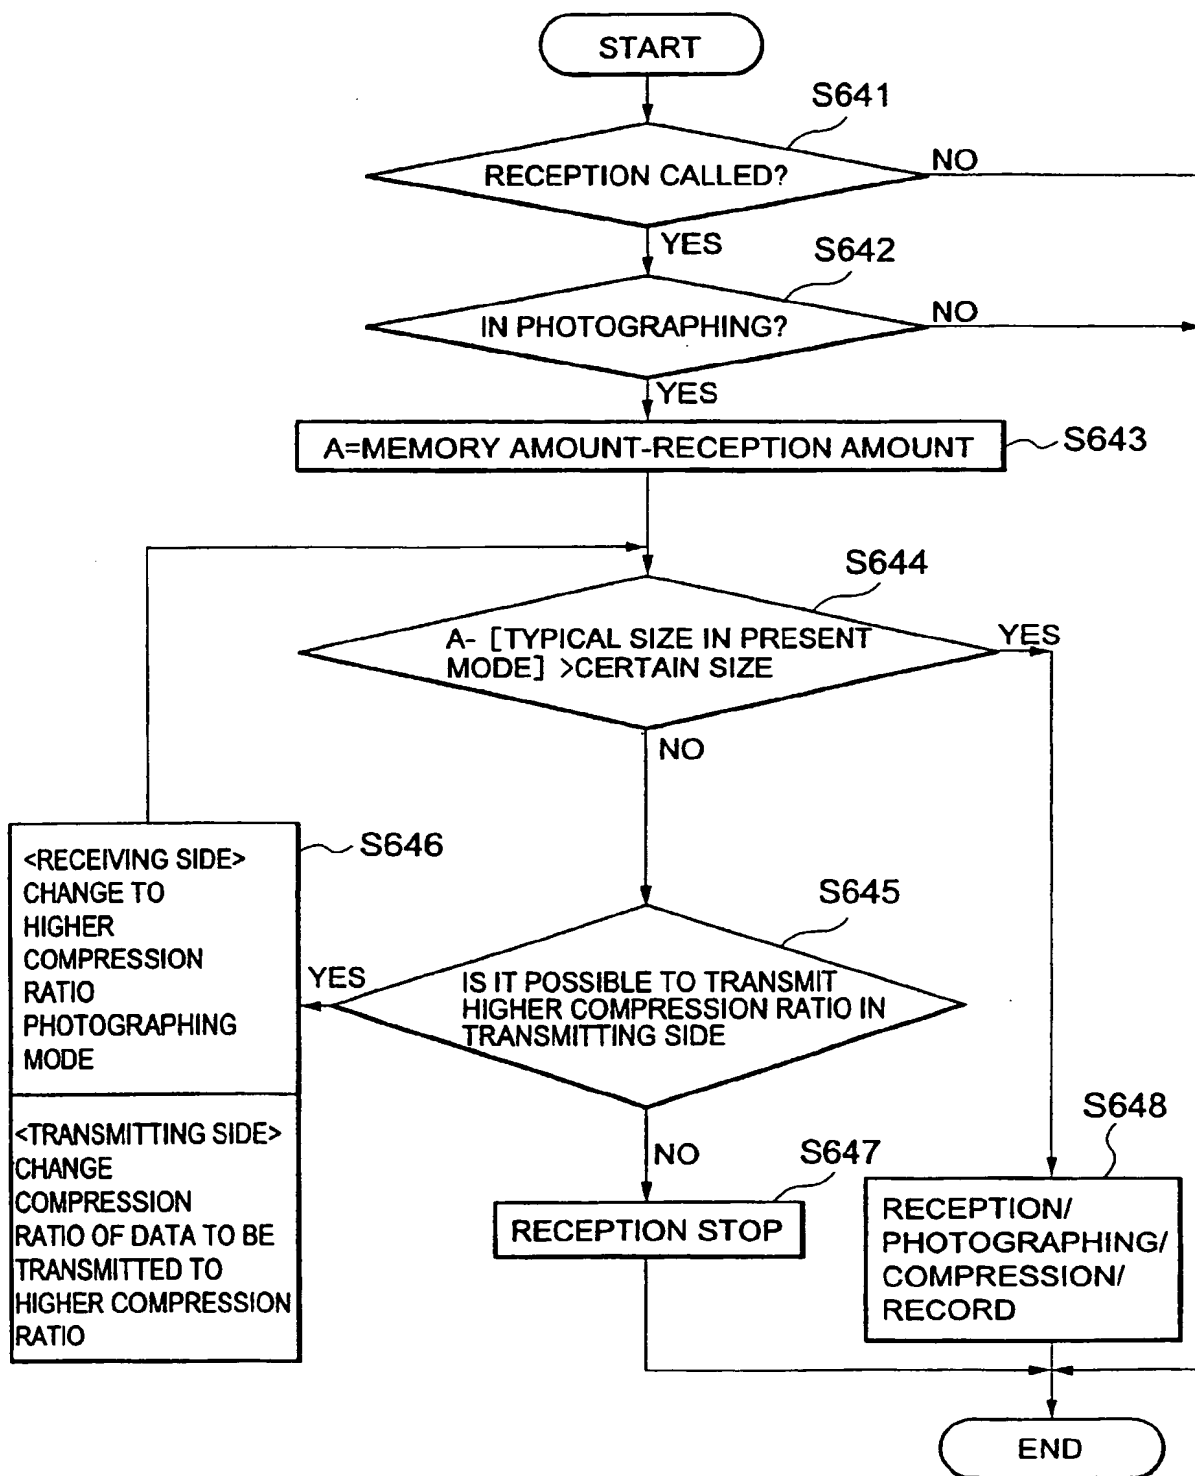 START
S641
RECEPTION CALLED?
NO
YES
S642
IN PHOTOGRAPHING?
NO
YES
A=MEMORY AMOUNT-RECEPTION AMOUNT
S643
S644
A- [TYPICAL SIZE IN PRESENT
MODE] >CERTAIN SIZE
YES
NO
<RECEIVING SIDE>
CHANGE TO
HIGHER
COMPRESSION
RATIO
PHOTOGRAPHING
MODE
S646
S645
YES
IS IT POSSIBLE TO TRANSMIT
HIGHER COMPRESSION RATIO IN
TRANSMITTING SIDE
<TRANSMITTING SIDE>
CHANGE
COMPRESSION
RATIO OF DATA TO BE
TRANSMITTED TO
HIGHER COMPRESSION
RATIO
NO
S647
RECEPTION STOP
S648
RECEPTION/
PHOTOGRAPHING/
COMPRESSION/
RECORD
END